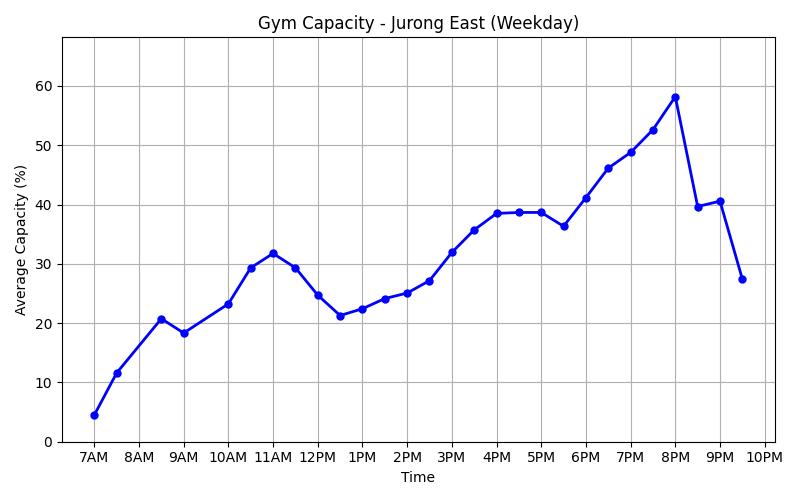 Gym Capacity - Jurong East (Weekday)
Average Capacity (%)
60
50
40
30
20
10
0
7AM 8AM 9AM 10AM 11AM 12PM 1PM 2PM 3PM 4PM 5PM 6PM 7PM 8PM 9PM 10PM
Time